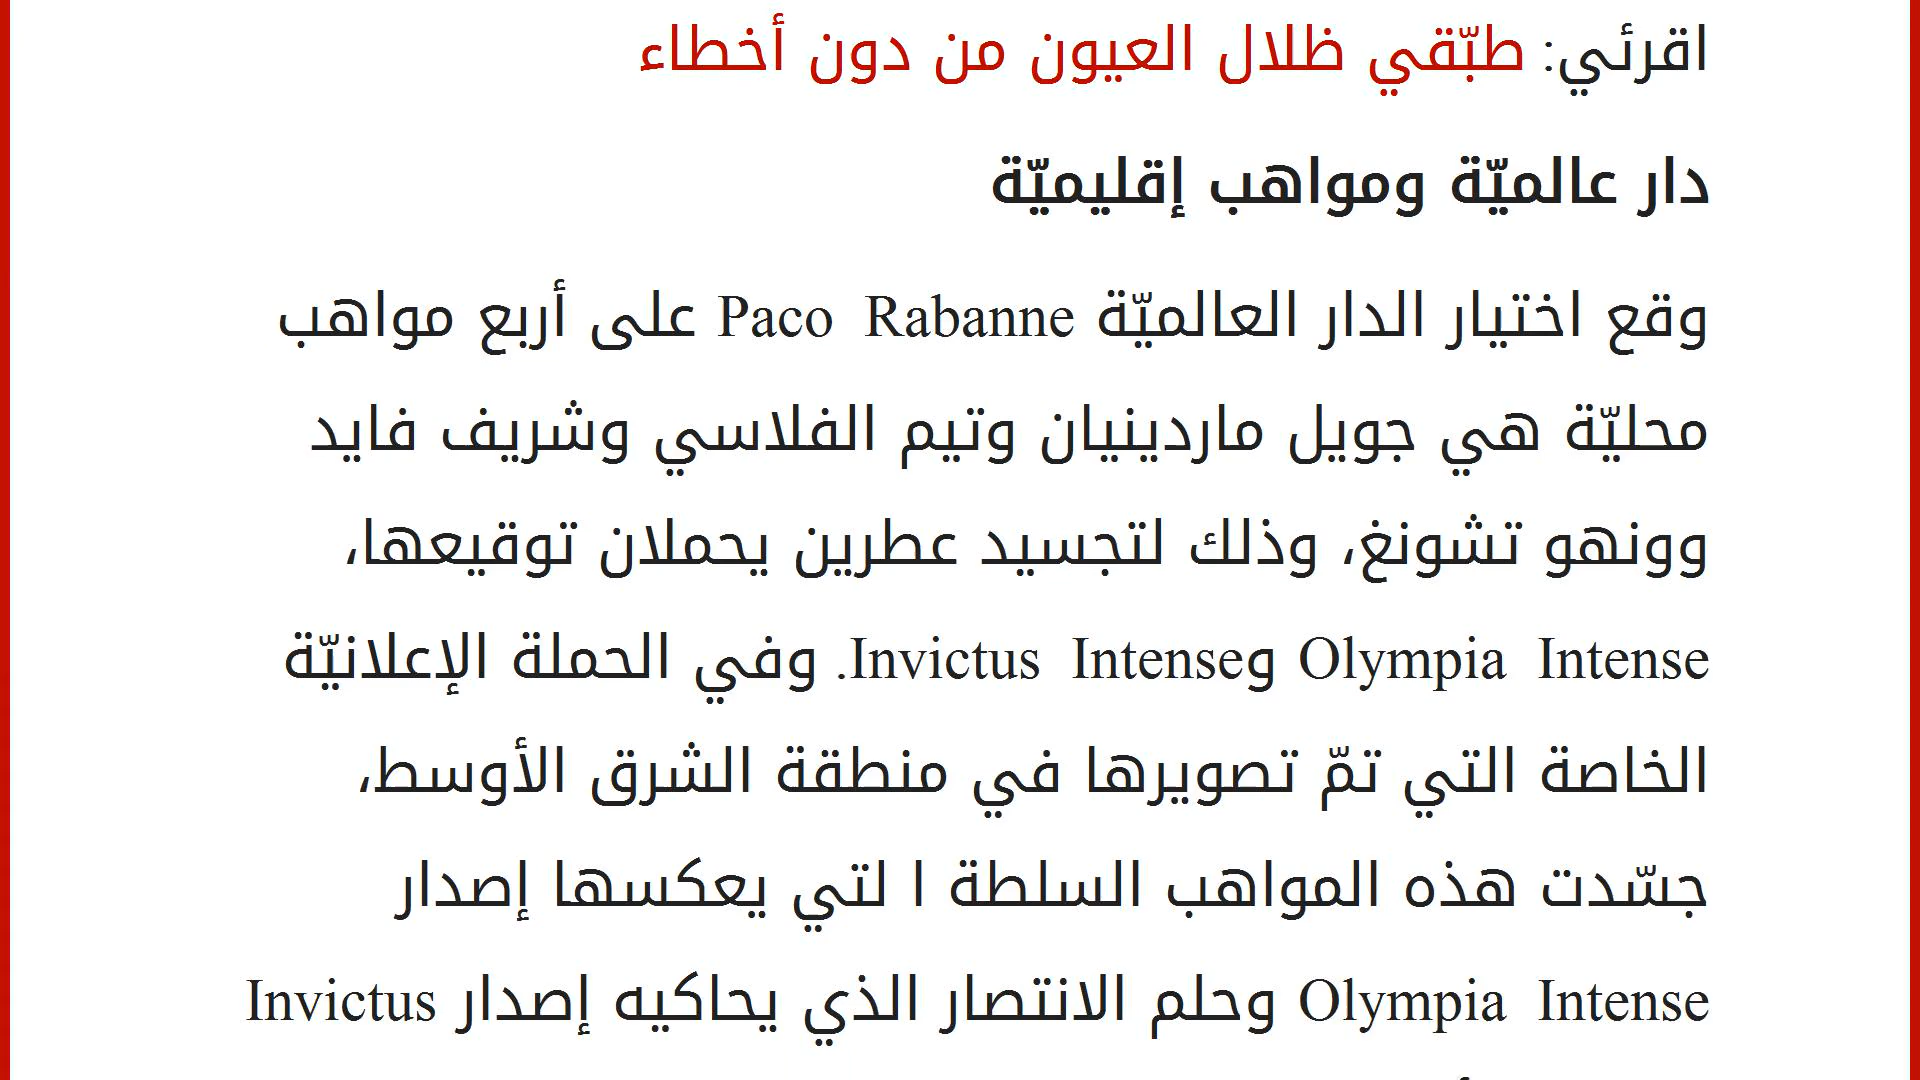 اقرئي: طبّقي ظلال العيون من دون أخطاء
دار عالميّة ومواهب إقليميّة
وقع اختيار الدار العالميّة Paco Rabanne على أربع مواهب
محليّة هي جويل ماردينيان وتيم الفلاسي وشريف فايد
وونهو تشونغ، وذلك لتجسيد عطرين يحملان توقيعها،
Olympia Intense وInvictus Intense. وفي الحملة الإعلانيّة
الخاصة التي تمّ تصويرها في منطقة الشرق الأوسط،
جسّدت هذه المواهب السلطة ا لتي يعكسها إصدار
Olympia Intense وحلم الانتصار الذي يحاكيه إصدار Invictus